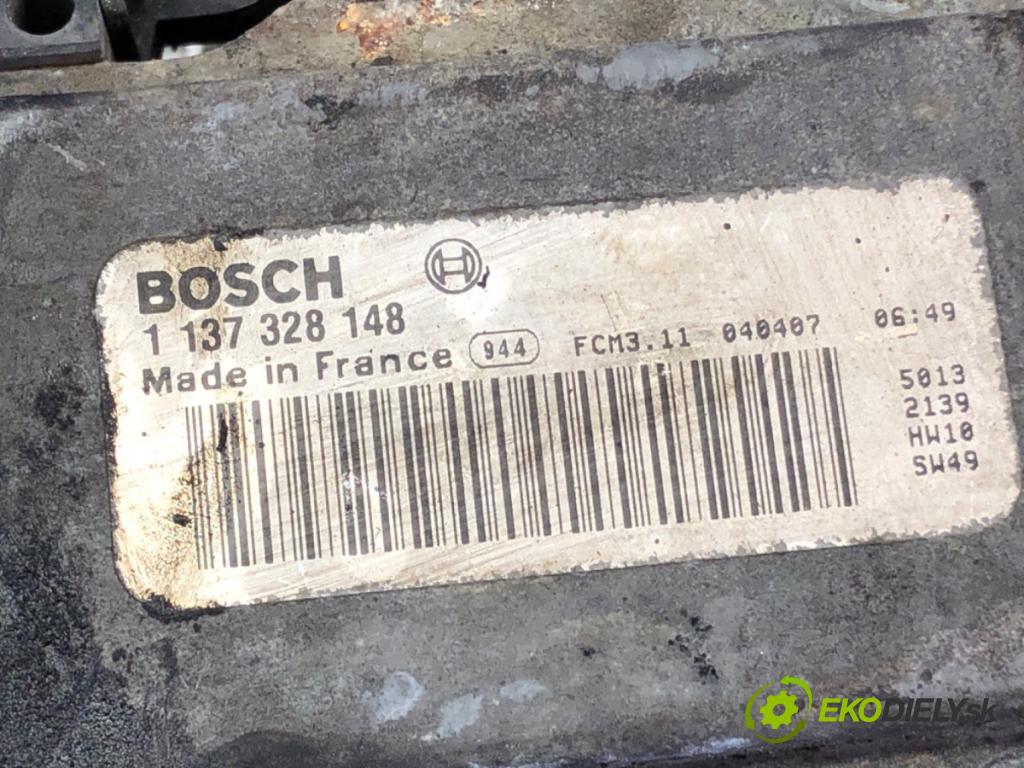 BOSCH
1 137 328 148
Made in France 944 FCM3.11 040407 06:49
5013
2139
HW10
SW49
EKODIELY.sk